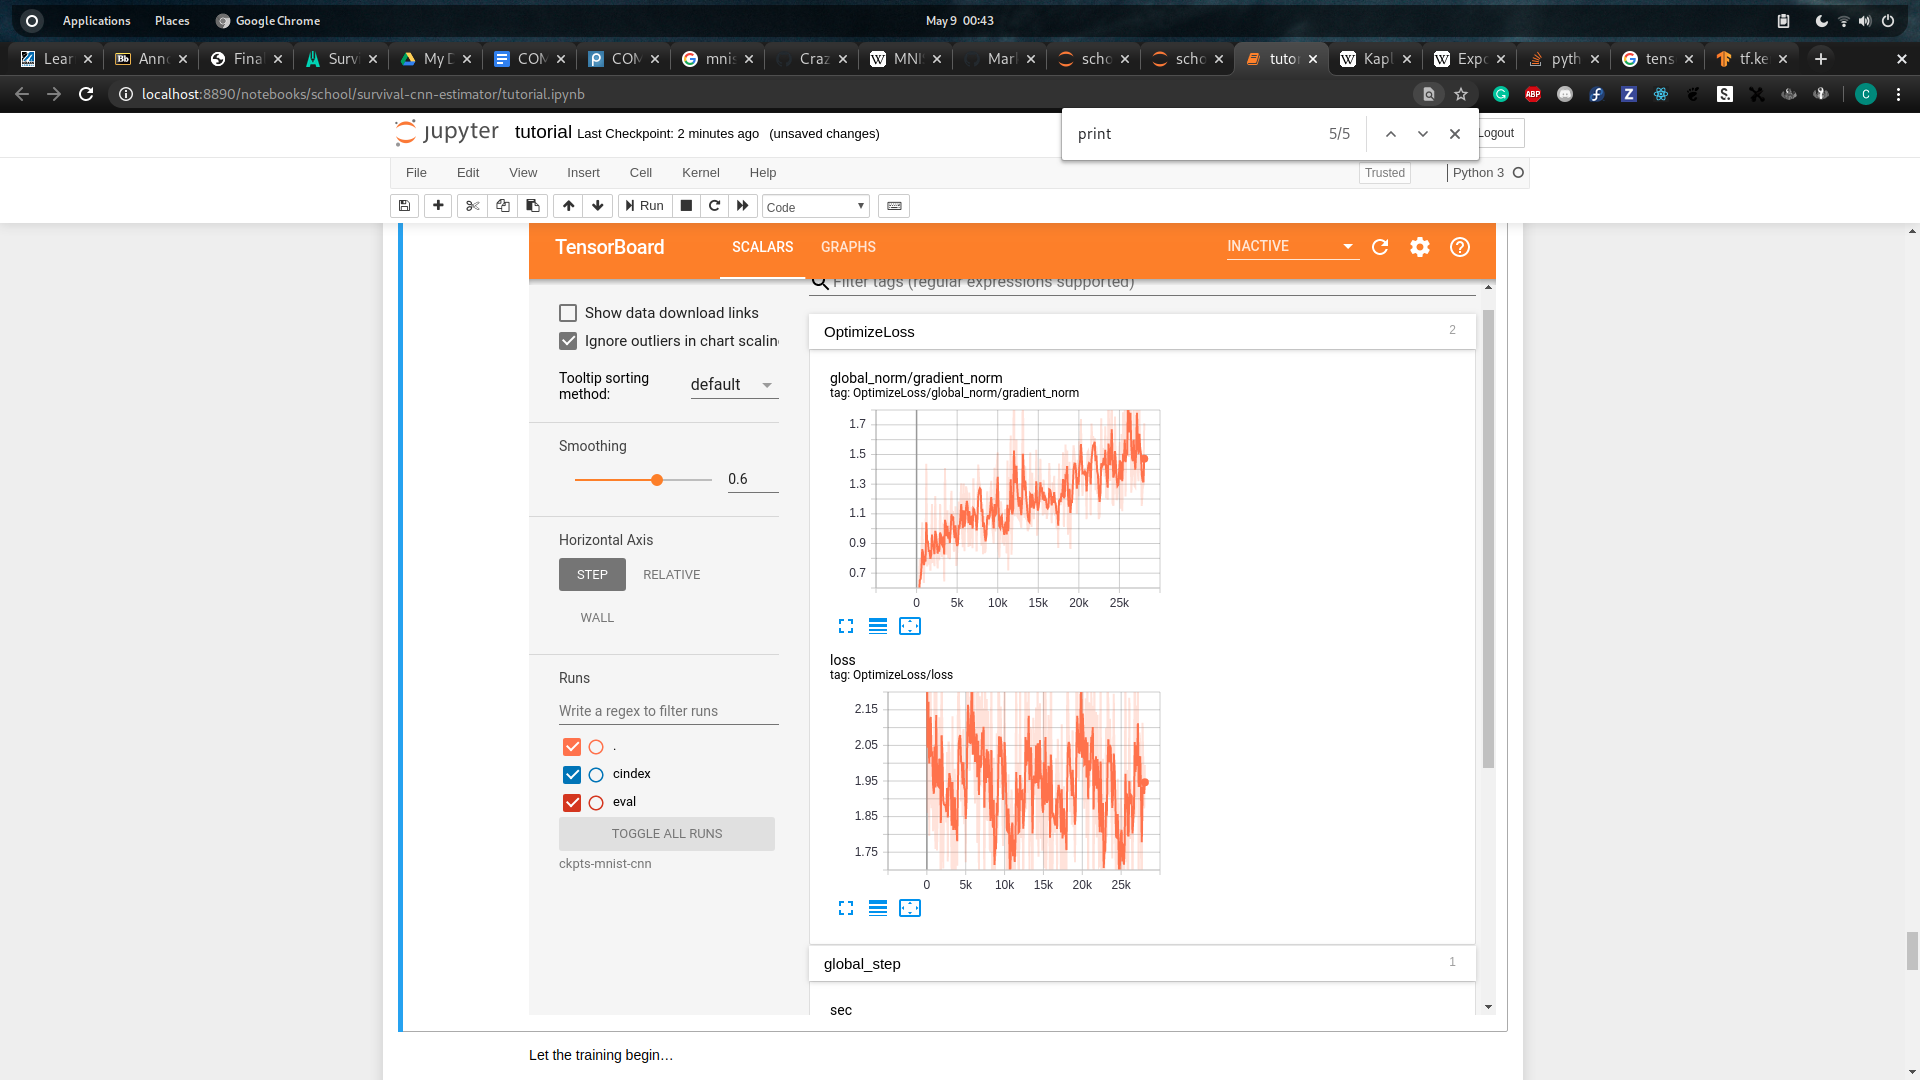 Applications Places Google Chrome May 9 00:43
Lear Bb Anno Fina Survi My D COM COM mnis Craz MNI Mark scho scho tuto Kapl Expo pyth tens tf.ke
localhost:8890/notebooks/school/survival-cnn-estimator/tutorial.ipynb
print 5/5
jupyter tutorial Last Checkpoint: 2 minutes ago (unsaved changes) Logout
File Edit View Insert Cell Kernel Help Trusted Python 3
Run Code
TensorBoard SCALARS GRAPHS INACTIVE
Filter tags (regular expressions supported)
Show data download links
Ignore outliers in chart scalin
Tooltip sorting
method:
default
Smoothing
0.6
Horizontal Axis
STEP RELATIVE
WALL
Runs
Write a regex to filter runs
.
cindex
eval
TOGGLE ALL RUNS
ckpts-mnist-cnn
OptimizeLoss 2
global_norm/gradient_norm
tag: OptimizeLoss/global_norm/gradient_norm
1.7
1.5
1.3
1.1
0.9
0.7
0 5k 10k 15k 20k 25k
loss
tag: OptimizeLoss/loss
2.15
2.05
1.95
1.85
1.75
0 5k 10k 15k 20k 25k
global_step 1
sec
Let the training begin…